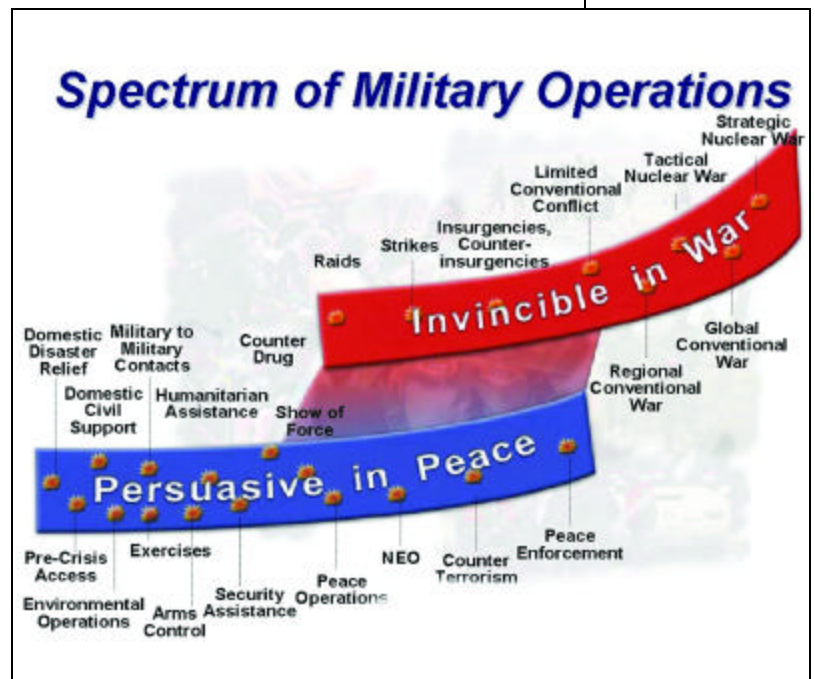 Spectrum of Military Operations
Strategic
Nuclear War
Tactical
Nuclear War
Limited
Conventional
Conflict
Insurgencies,
Counter-
insurgencies
Strikes
Raids
Invincible in War
Global
Conventional
War
Regional
Conventional
War
Domestic
Disaster
Relief
Military to
Military
Contacts
Counter
Drug
Domestic
Civil
Support
Humanitarian
Assistance
Show of
Force
Persuasive in Peace
Pre-Crisis
Access
Exercises
Environmental
Operations
Arms
Control
Security
Assistance
Peace
Operations
NEO
Counter
Terrorism
Peace
Enforcement